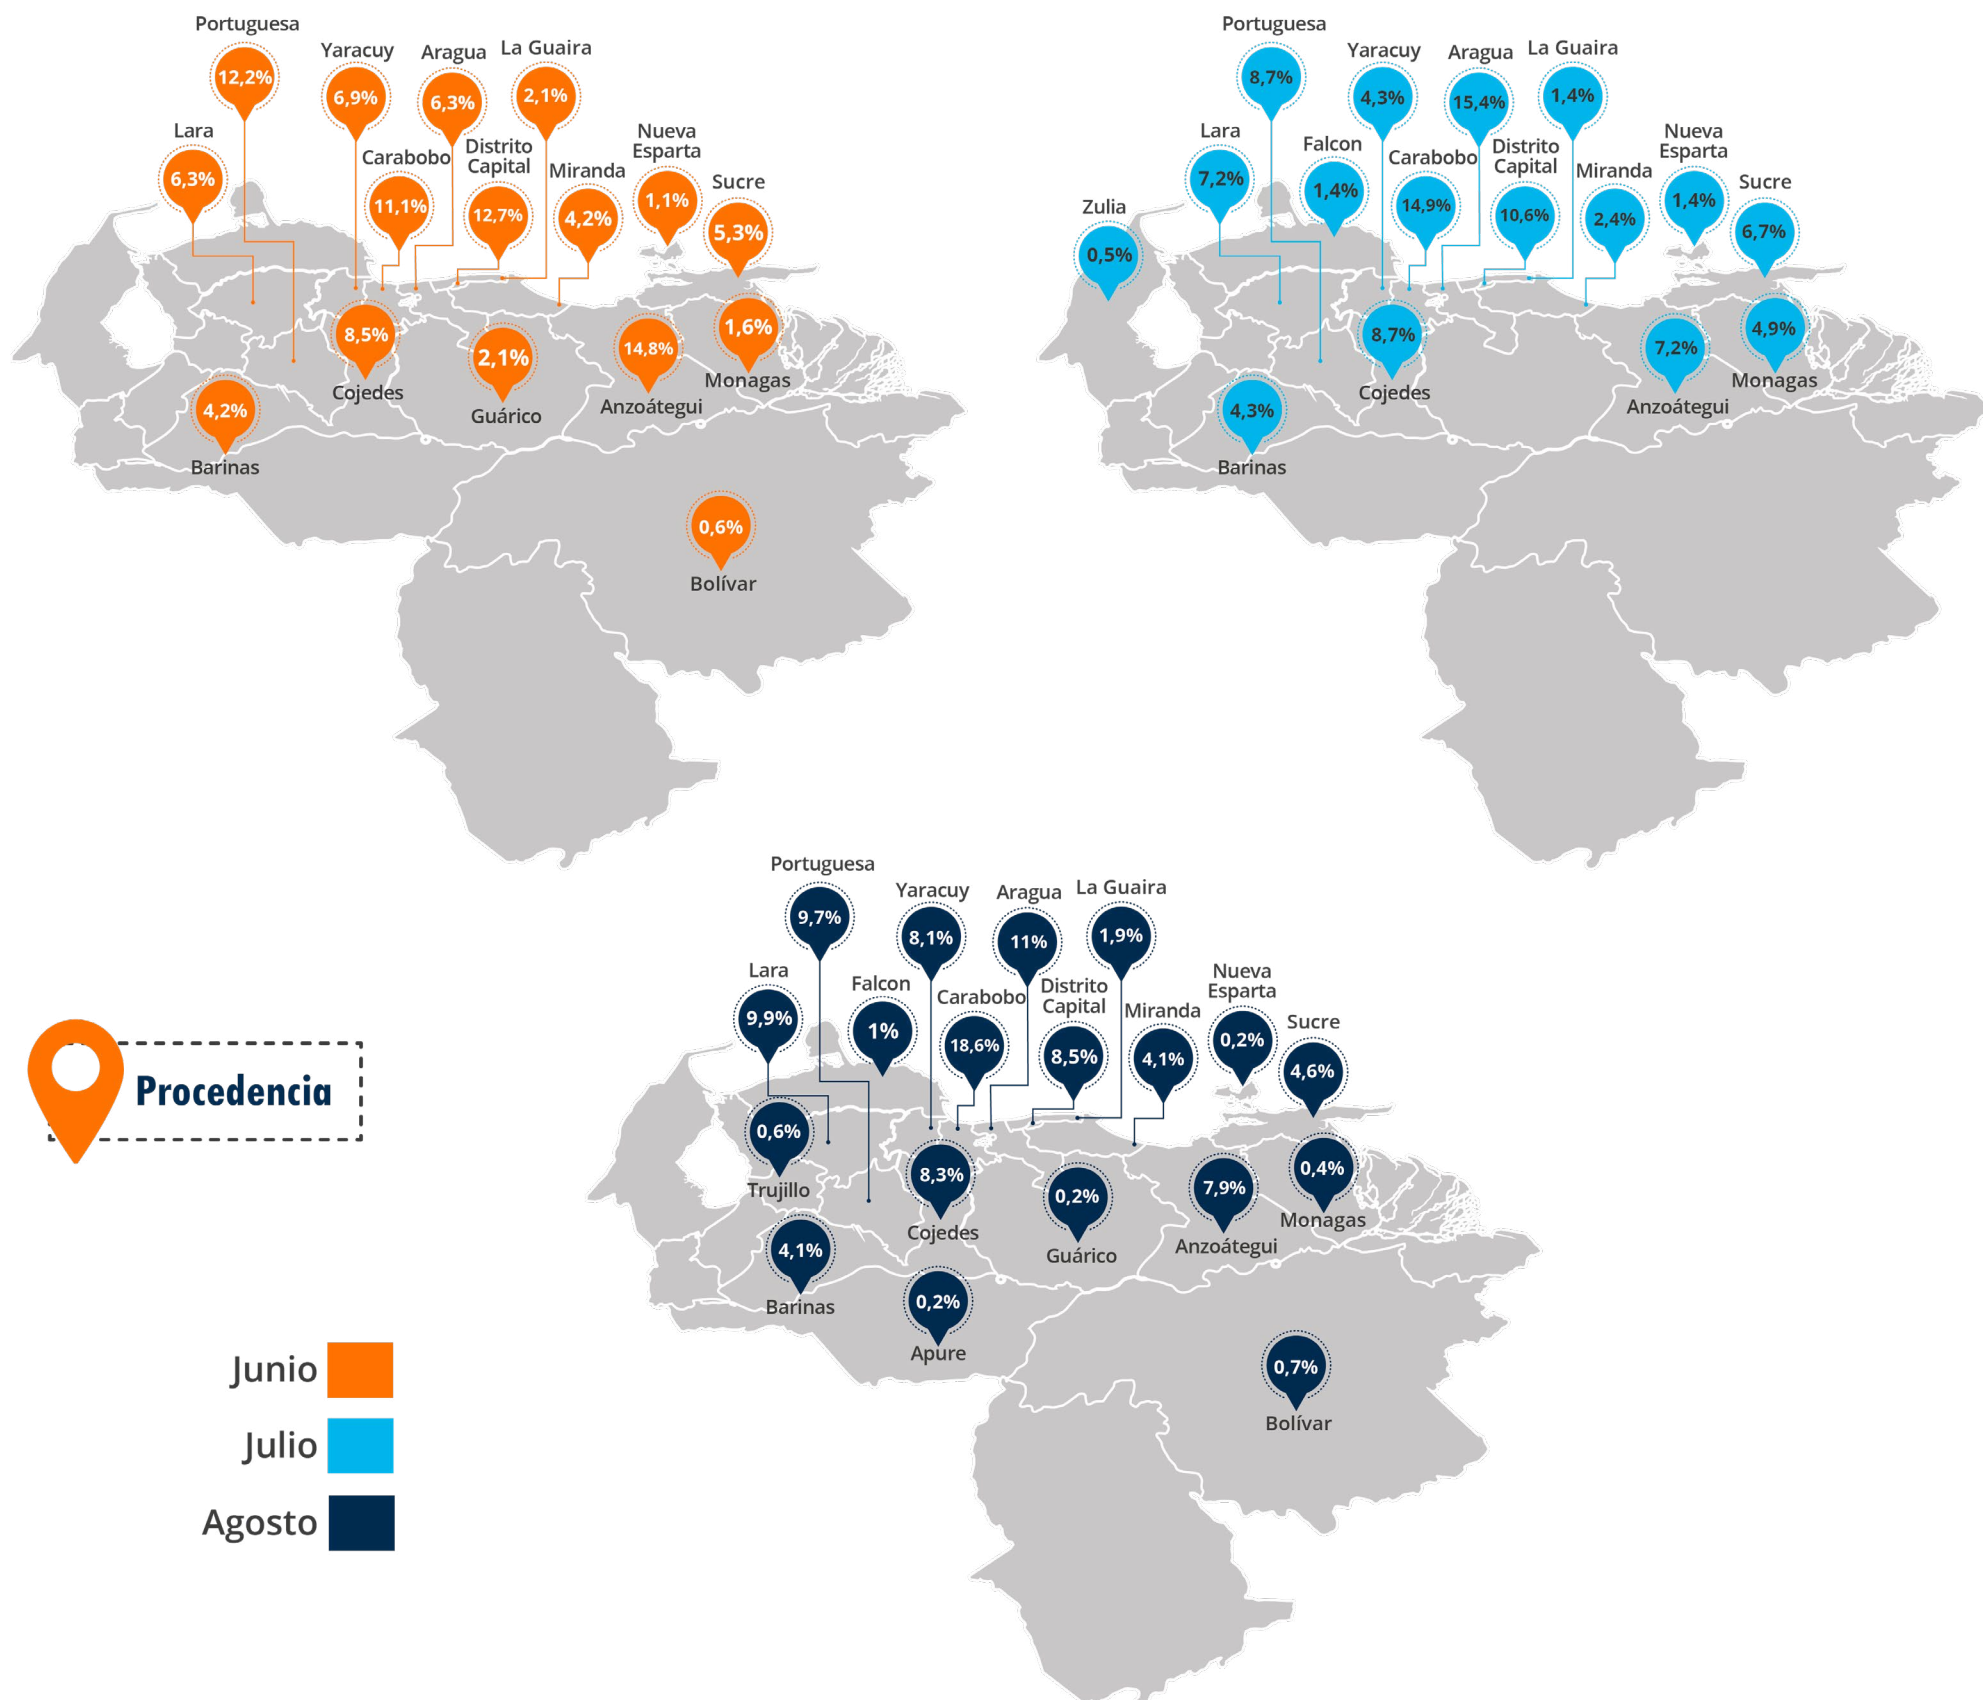 Portuguesa
12,2%
Yaracuy
6,9%
Aragua
6,3%
La Guaira
2,1%
Lara
6,3%
Carabobo
11,1%
Distrito
Capital
12,7%
Miranda
4,2%
Nueva
Esparta
1,1%
Sucre
5,3%
8,5%
Cojedes
2,1%
Guárico
14,8%
Anzoátegui
1,6%
Monagas
4,2%
Barinas
0,6%
Bolívar
Portuguesa
8,7%
Yaracuy
4,3%
Aragua
15,4%
La Guaira
1,4%
Zulia
0,5%
Lara
7,2%
Falcon
1,4%
Carabobo
14,9%
Distrito
Capital
10,6%
Miranda
2,4%
Nueva
Esparta
1,4%
Sucre
6,7%
8,7%
Cojedes
7,2%
Anzoátegui
4,9%
Monagas
4,3%
Barinas
Portuguesa
9,7%
Yaracuy
8,1%
Aragua
11%
La Guaira
1,9%
Lara
9,9%
Falcon
1%
Carabobo
18,6%
Distrito
Capital
8,5%
Miranda
4,1%
Nueva
Esparta
0,2%
Sucre
4,6%
0,6%
Trujillo
8,3%
Cojedes
0,2%
Guárico
7,9%
Anzoátegui
0,4%
Monagas
4,1%
Barinas
0,2%
Apure
0,7%
Bolívar
Procedencia
Junio
Julio
Agosto